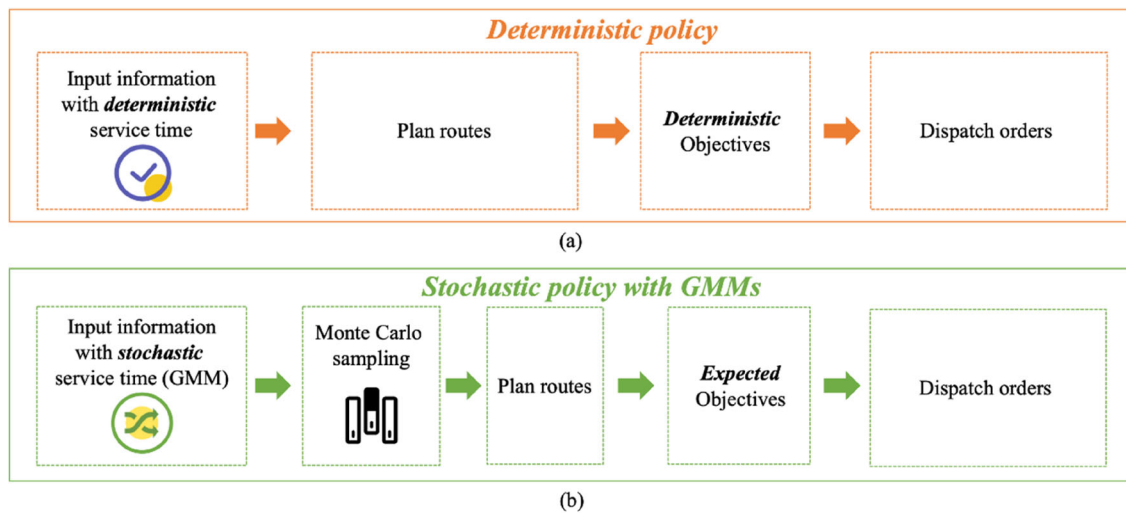 Deterministic policy
Input information
with deterministic
service time
Plan routes
Deterministic
Objectives
Dispatch orders
(a)
Stochastic policy with GMMs
Input information
with stochastic
service time (GMM)
Monte Carlo
sampling
Plan routes
Expected
Objectives
Dispatch orders
(b)